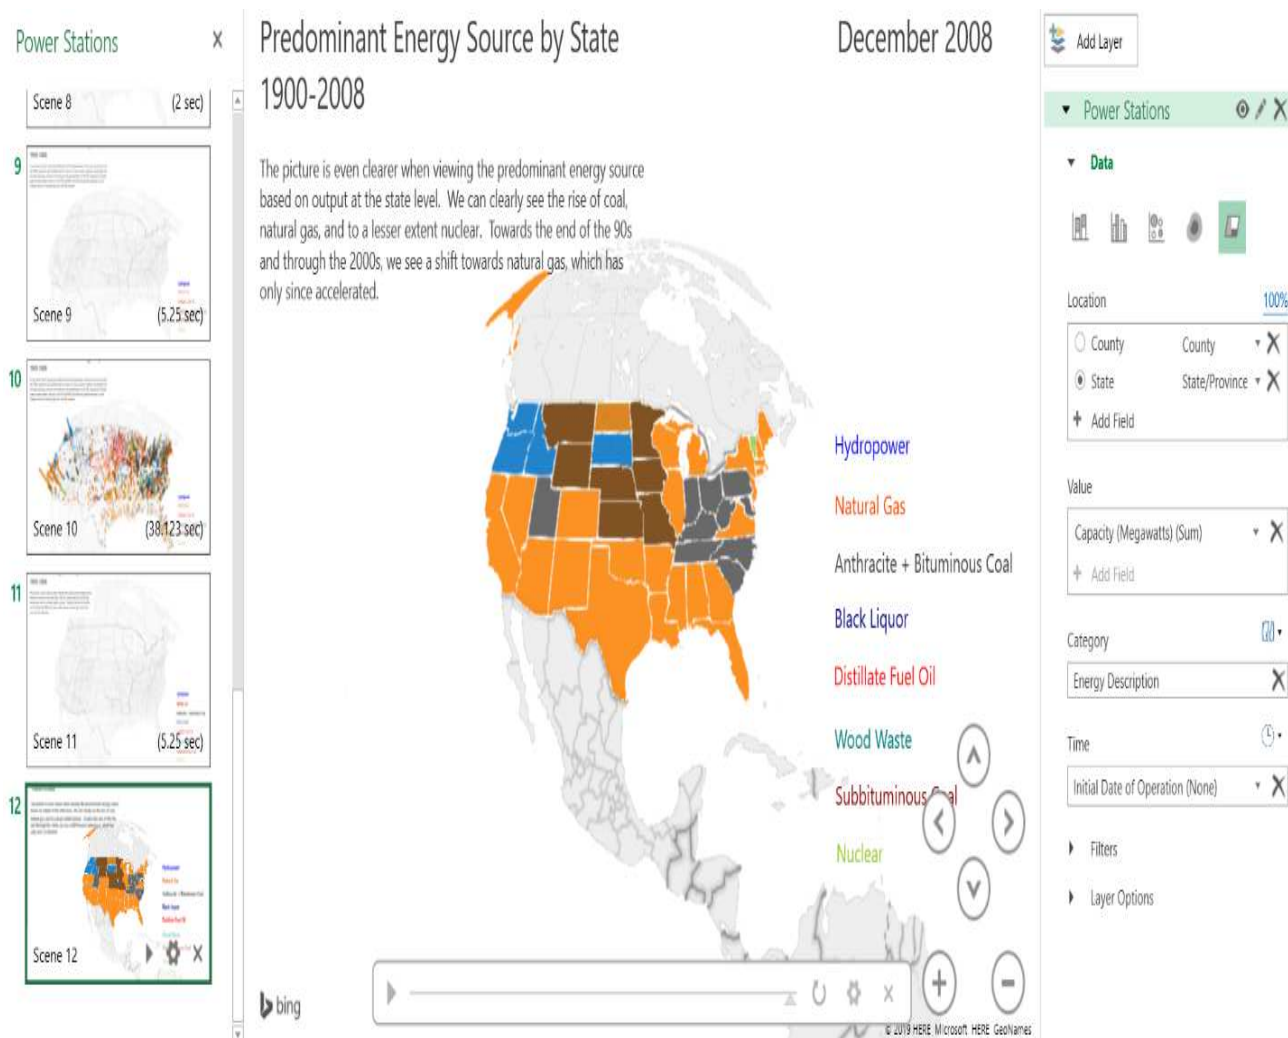 Power Stations
Scene 8 (2 sec)
9
Scene 9 (5.25 sec)
10
Scene 10 (38.123 sec)
11
Scene 11 (5.25 sec)
12
Scene 12
Predominant Energy Source by State
1900-2008
December 2008
The picture is even clearer when viewing the predominant energy source
based on output at the state level. We can clearly see the rise of coal,
natural gas, and to a lesser extent nuclear. Towards the end of the 90s
and through the 2000s, we see a shift towards natural gas, which has
only since accelerated.
Hydropower
Natural Gas
Anthracite + Bituminous Coal
Black Liquor
Distillate Fuel Oil
Wood Waste
Subbituminous Coal
Nuclear
bing
© 2019 HERE Microsoft HERE GeoNames
Add Layer
Power Stations
Data
Location 100%
County County
State State/Province
Add Field
Value
Capacity (Megawatts) (Sum)
Add Field
Category
Energy Description
Time
Initial Date of Operation (None)
Filters
Layer Options